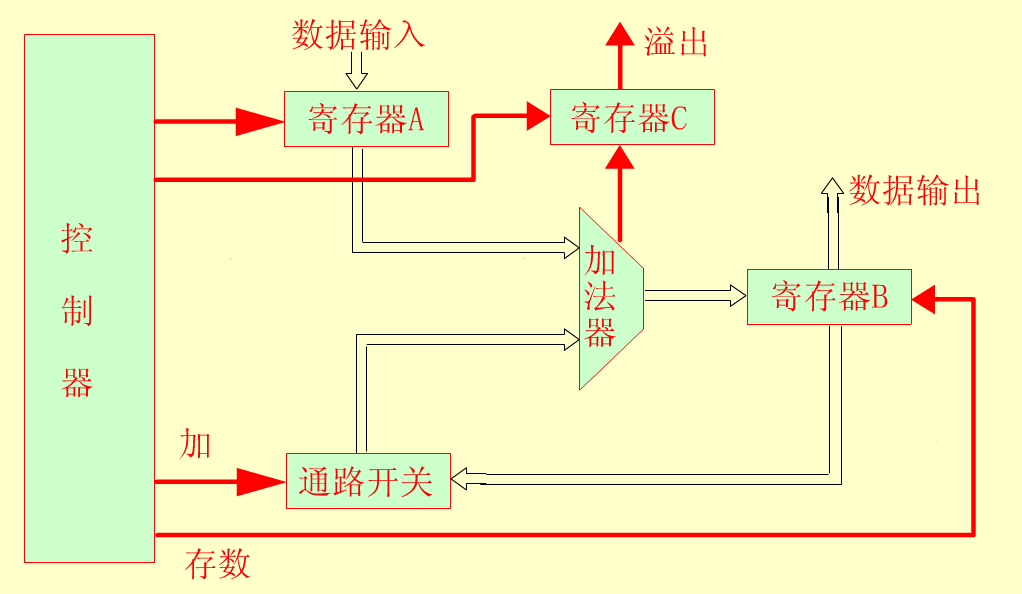 数据输入
溢出
寄存器A
寄存器C
数据输出
控制器
加法器
寄存器B
加
通路开关
存数